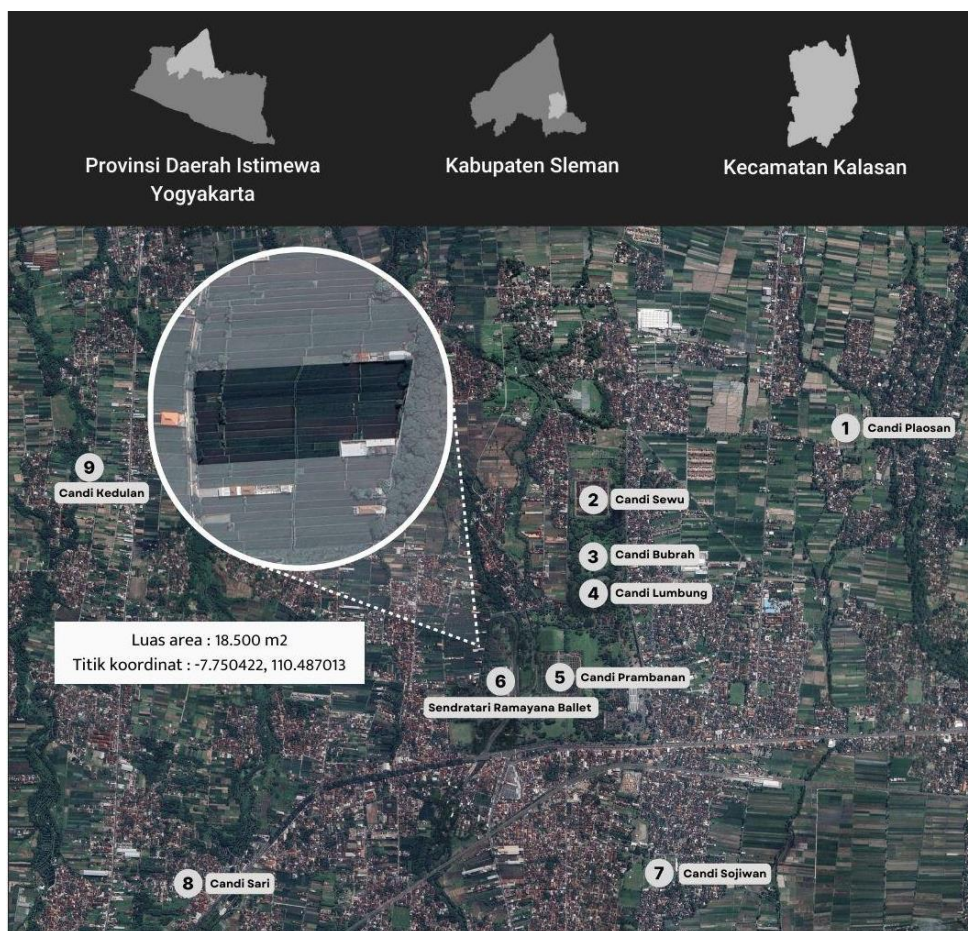 Provinsi Daerah Istimewa
Yogyakarta
Kabupaten Sleman
Kecamatan Kalasan
1 Candi Plaosan
9
Candi Kedulan
2 Candi Sewu
3 Candi Bubrah
4 Candi Lumbung
Luas area : 18.500 m2
Titik koordinat : -7.750422, 110.487013
5 Candi Prambanan
6
Sendratari Ramayana Ballet
7 Candi Sojiwan
8 Candi Sari